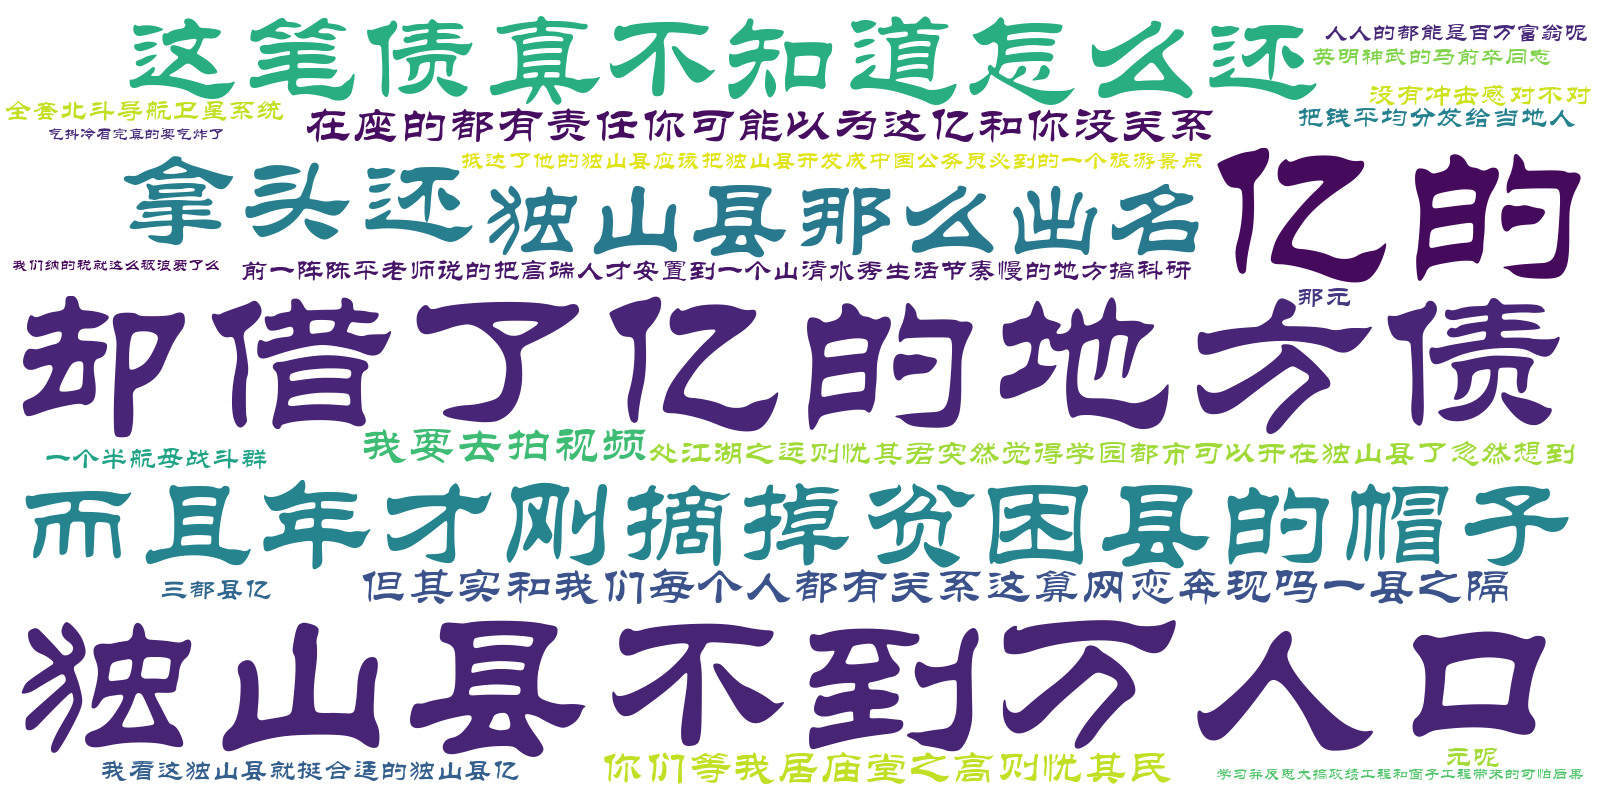 这笔债真不知道怎么还
人人的都能是百万富翁呢
英明神武的马前卒同志
没有冲击感对不对
全套北斗导航卫星系统
把钱平均分发给当地人
在座的都有责任你可能以为这亿和你没关系
气抖冷看完真的要气炸了
抵达了他的独山县应该把独山县开发成中国公务员必到的一个旅游景点
亿的
拿头还
独山县那么出名
我们纳的税就这么被浪费了么
前一阵陈平老师说的把高端人才安置到一个山清水秀生活节奏慢的地方搞科研
那元
却借了亿的地方债
我要去拍视频
处江湖之远则忧其君突然觉得学园都市可以开在独山县了忽然想到
一个半航母战斗群
而且年才刚摘掉贫困县的帽子
三都县亿
但其实和我们每个人都有关系这算网恋奔现吗一县之隔
独山县不到万人口
我看这独山县就挺合适的独山县亿
你们等我居庙堂之高则忧其民
元呢
学习并反思大搞政绩工程和面子工程带来的可怕后果